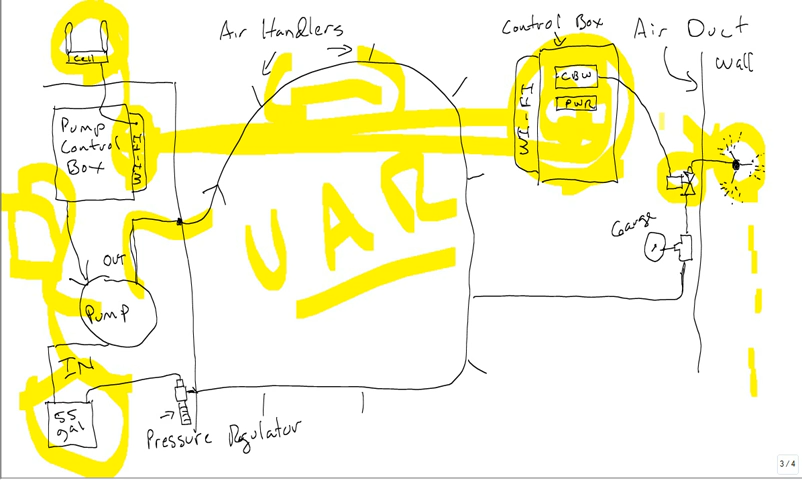 Air Handlers
Control Box
Air Duct
Wall
CELL
Pump
Control
Box
WI-FI
WI-FI
CBW
PWR
UAR
Gauge
OUT
Pump
IN
55
gal
Pressure Regulator
3/4